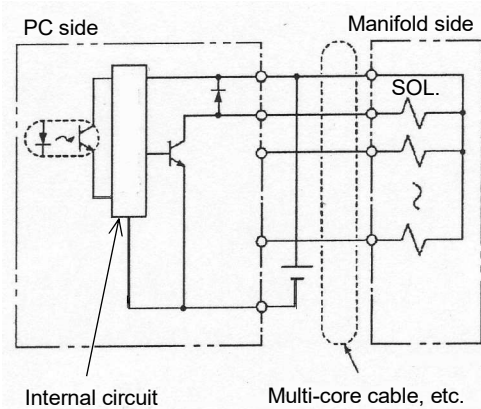 PC side
Manifold side
SOL.
Internal circuit
Multi-core cable, etc.